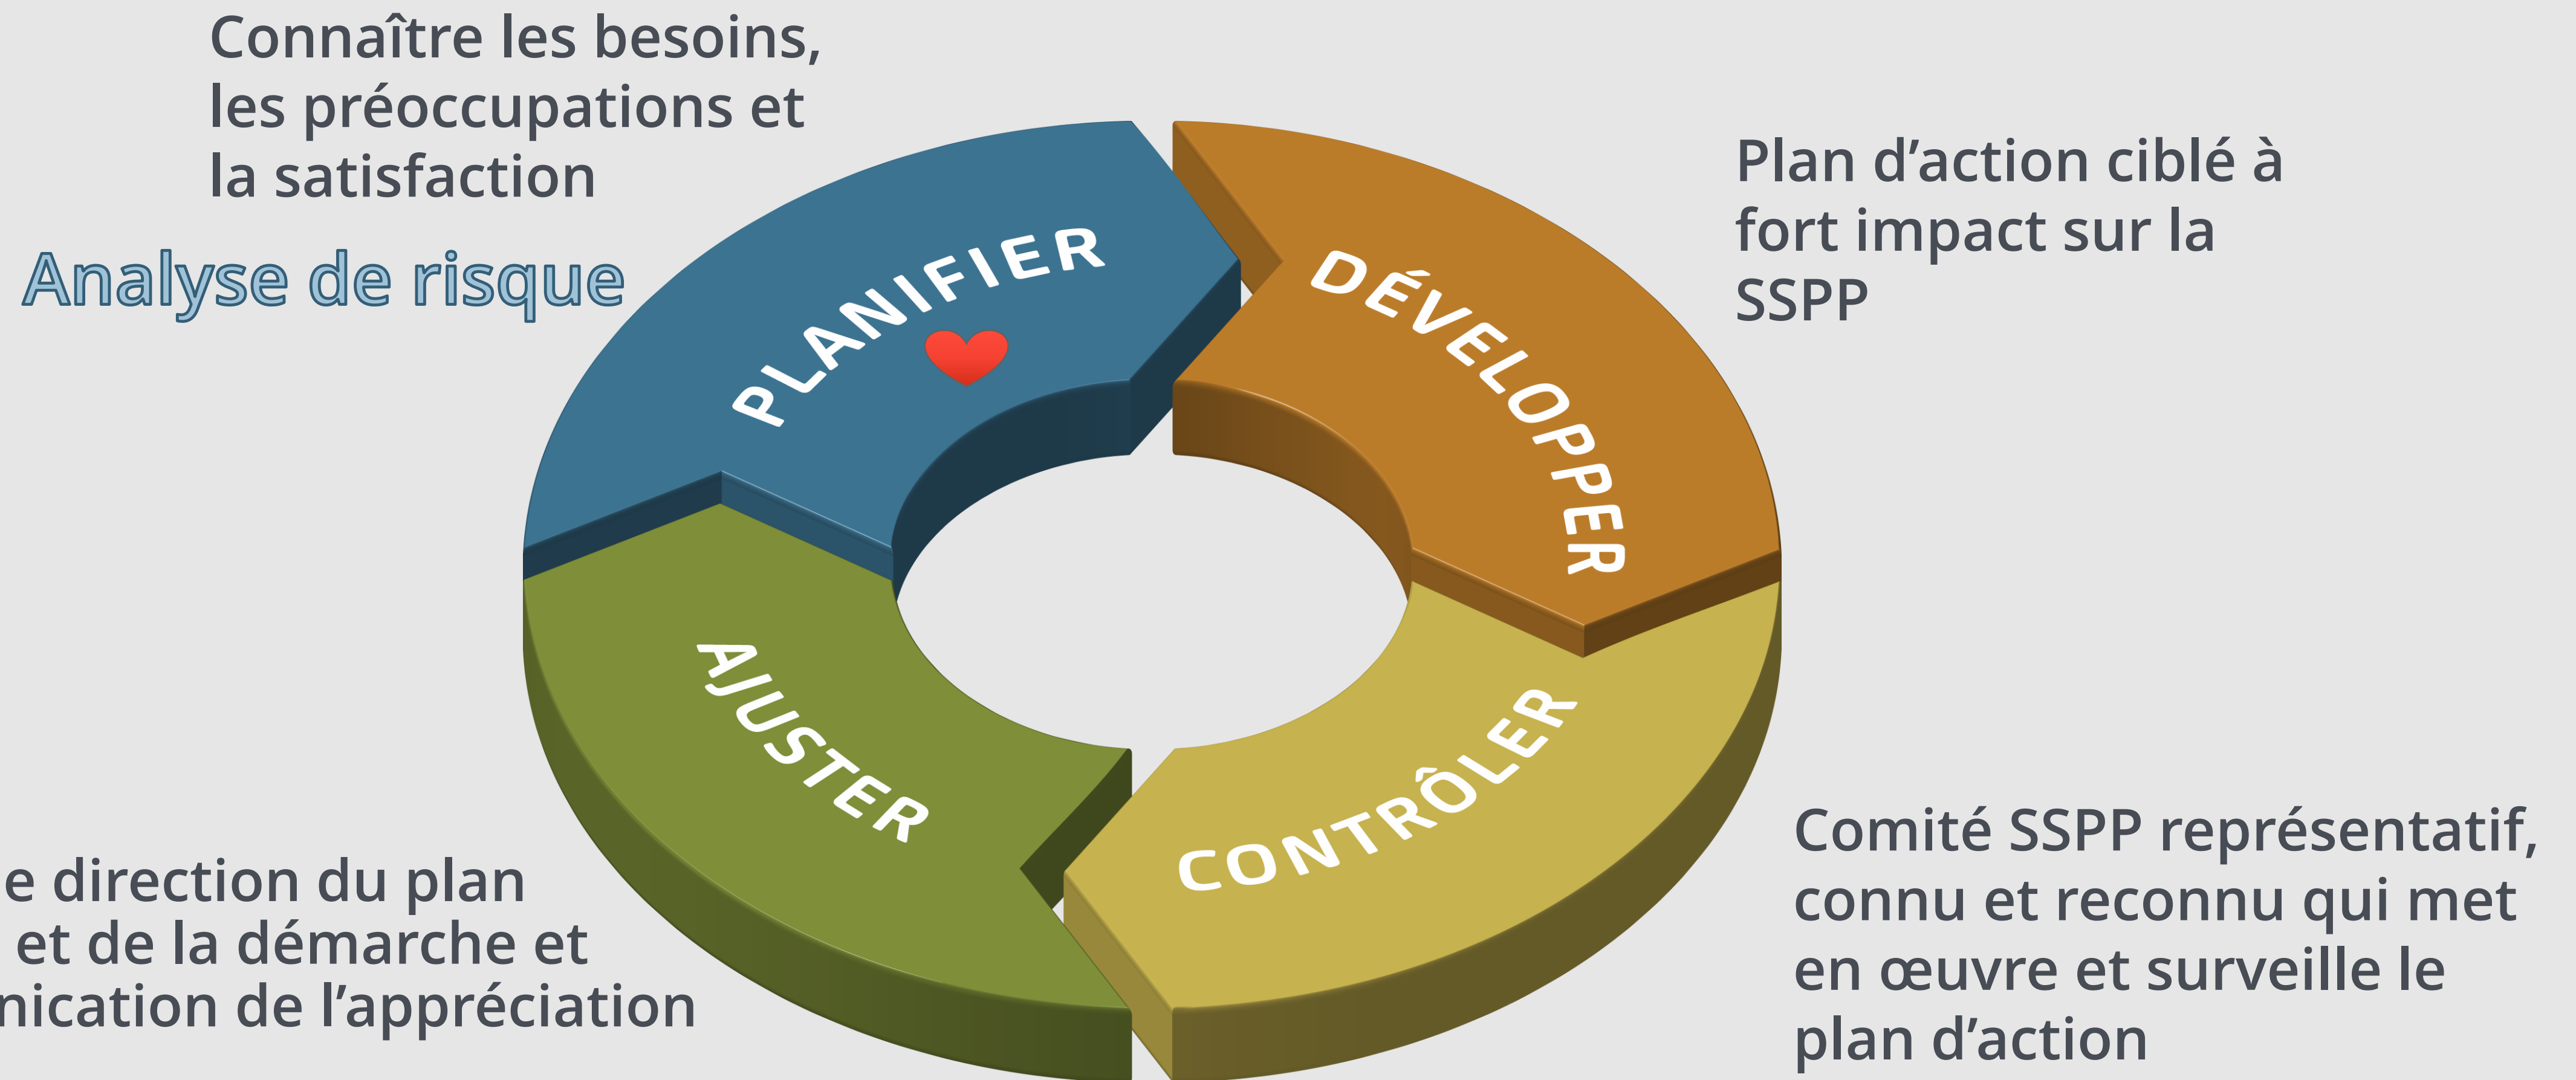 Connaître les besoins,
les préoccupations et
la satisfaction
Analyse de risque
PLANIFIER
DÉVELOPPER
Plan d’action ciblé à
fort impact sur la
SSPP
AJUSTER
CONTRÔLER
e direction du plan
et de la démarche et
nication de l’appréciation
Comité SSPP représentatif,
connu et reconnu qui met
en œuvre et surveille le
plan d’action